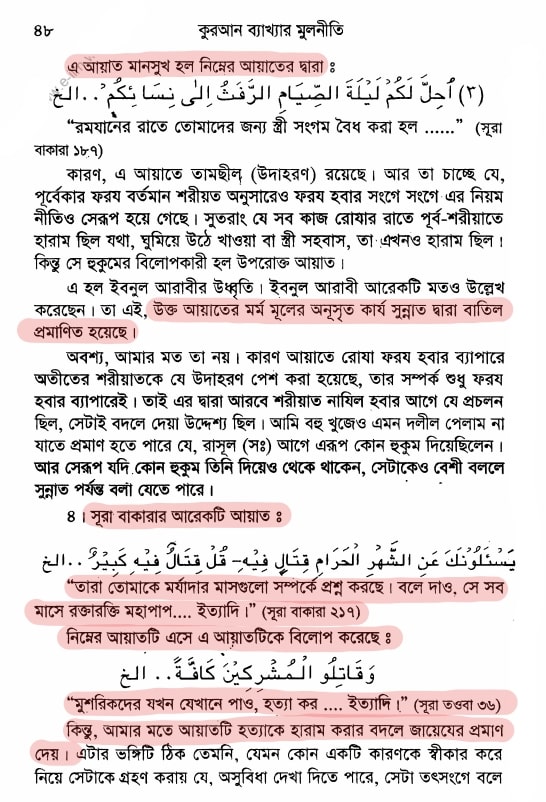 ৪৮
কুরআন ব্যাখ্যার মুলনীতি
এ আয়াত মানসুখ হল নিম্নের আয়াতের দ্বারা ঃ
(٣) اُحِلَّ لَكُمْ لَيْلَةَ الصِّيَامِ الرَّفَثُ اِلٰى نِسَائِكُمْ..... الخ
“রমযানের রাতে তোমাদের জন্য স্ত্রী সংগম বৈধ করা হল ......” (সূরা
বাকারা ১৮৭)
কারণ, এ আয়াতে তামছীল (উদাহরণ) রয়েছে। আর তা চাচ্ছে যে,
পূর্বেকার ফরয বর্তমান শরীয়ত অনুসারেও ফরয হবার সংগে সংগে এর নিয়ম
নীতিও সেরূপ হয়ে গেছে। সুতরাং যে সব কাজ রোযার রাতে পূর্ব-শরীয়াতে
হারাম ছিল যথা, ঘুমিয়ে উঠে খাওয়া বা স্ত্রী সহবাস, তা এখনও হারাম ছিল!
কিন্তু সে হুকুমের বিলোপকারী হল উপরোক্ত আয়াত।
এ হল ইবনুল আরাবীর উধ্বৃতি। ইবনুল আরাবী আরেকটি মতও উল্লেখ
করেছেন। তা এই, উক্ত আয়াতের মর্ম মূলের অনূসৃত কার্য সুন্নাত দ্বারা বাতিল
প্রমাণিত হয়েছে।
অবশ্য, আমার মত তা নয়। কারণ আয়াতে রোযা ফরয হবার ব্যাপারে
অতীতের শরীয়াতকে যে উদাহরণ পেশ করা হয়েছে, তার সম্পর্ক শুধু ফরয
হবার ব্যাপারেই। তাই এর দ্বারা আরবে শরীয়াত নাযিল হবার আগে যে প্রচলন
ছিল, সেটাই বদলে দেয়া উদ্দেশ্য ছিল। আমি বহু খুজেও এমন দলীল পেলাম না
যাতে প্রমাণ হতে পারে যে, রাসূল (সঃ) আগে এরূপ কোন হুকুম দিয়েছিলেন।
আর সেরূপ যদি কোন হুকুম তিনি দিয়েও থেকে থাকেন, সেটাকেও বেশী বললে
সুন্নাত পর্যন্ত বলা যেতে পারে।
৪। সূরা বাকারার আরেকটি আয়াত ঃ
يَسْئَلُوْنَكَ عَنِ الشَّهْرِ الْحَرَامِ قِتَالٍ فِيْهِ– قُلْ قِتَالٌ فِيْهِ كَبِيْرٌ...الخ
“তারা তোমাকে মর্যাদার মাসগুলো সম্পর্কে প্রশ্ন করছে। বলে দাও, সে সব
মাসে রক্তারক্তি মহাপাপ.... ইত্যাদি।” (সূরা বাকারা ২১৭)
নিম্নের আয়াতটি এসে এ আয়াতটিকে বিলোপ করেছে ঃ
وَقَاتِلُو الْمُشْرِكِيْنَ كَافَّةً.. الخ
“মুশরিকদের যখন যেখানে পাও, হত্যা কর .... ইত্যাদি।” (সূরা তওবা ৩৬)
কিন্তু, আমার মতে আয়াতটি হত্যাকে হারাম করার বদলে জায়েযের প্রমাণ
দেয়। এটার ভঙ্গিটি ঠিক তেমনি, যেমন কোন একটি কারণকে স্বীকার করে
নিয়ে সেটাকে গ্রহণ করায় যে, অসুবিধা দেখা দিতে পারে, সেটা তৎসংগে বলে